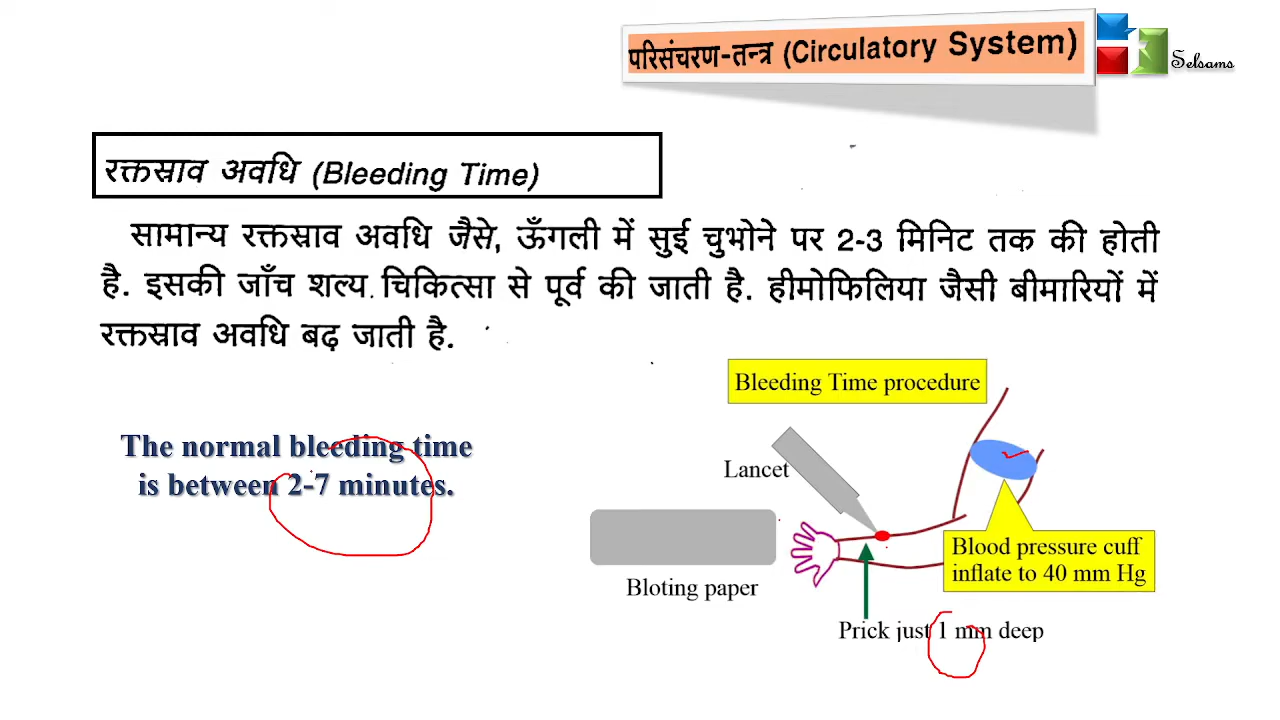 परिसंचरण-तन्त्र (Circulatory System)
Selsams
रक्तस्राव अवधि (Bleeding Time)
सामान्य रक्तस्राव अवधि जैसे, ऊँगली में सुई चुभोने पर 2-3 मिनिट तक की होती
है. इसकी जाँच शल्य चिकित्सा से पूर्व की जाती है. हीमोफिलिया जैसी बीमारियों में
रक्तस्राव अवधि बढ़ जाती है.
Bleeding Time procedure
The normal bleeding time
is between 2-7 minutes.
Lancet
Blood pressure cuff
inflate to 40 mm Hg
Bloting paper
Prick just 1 mm deep